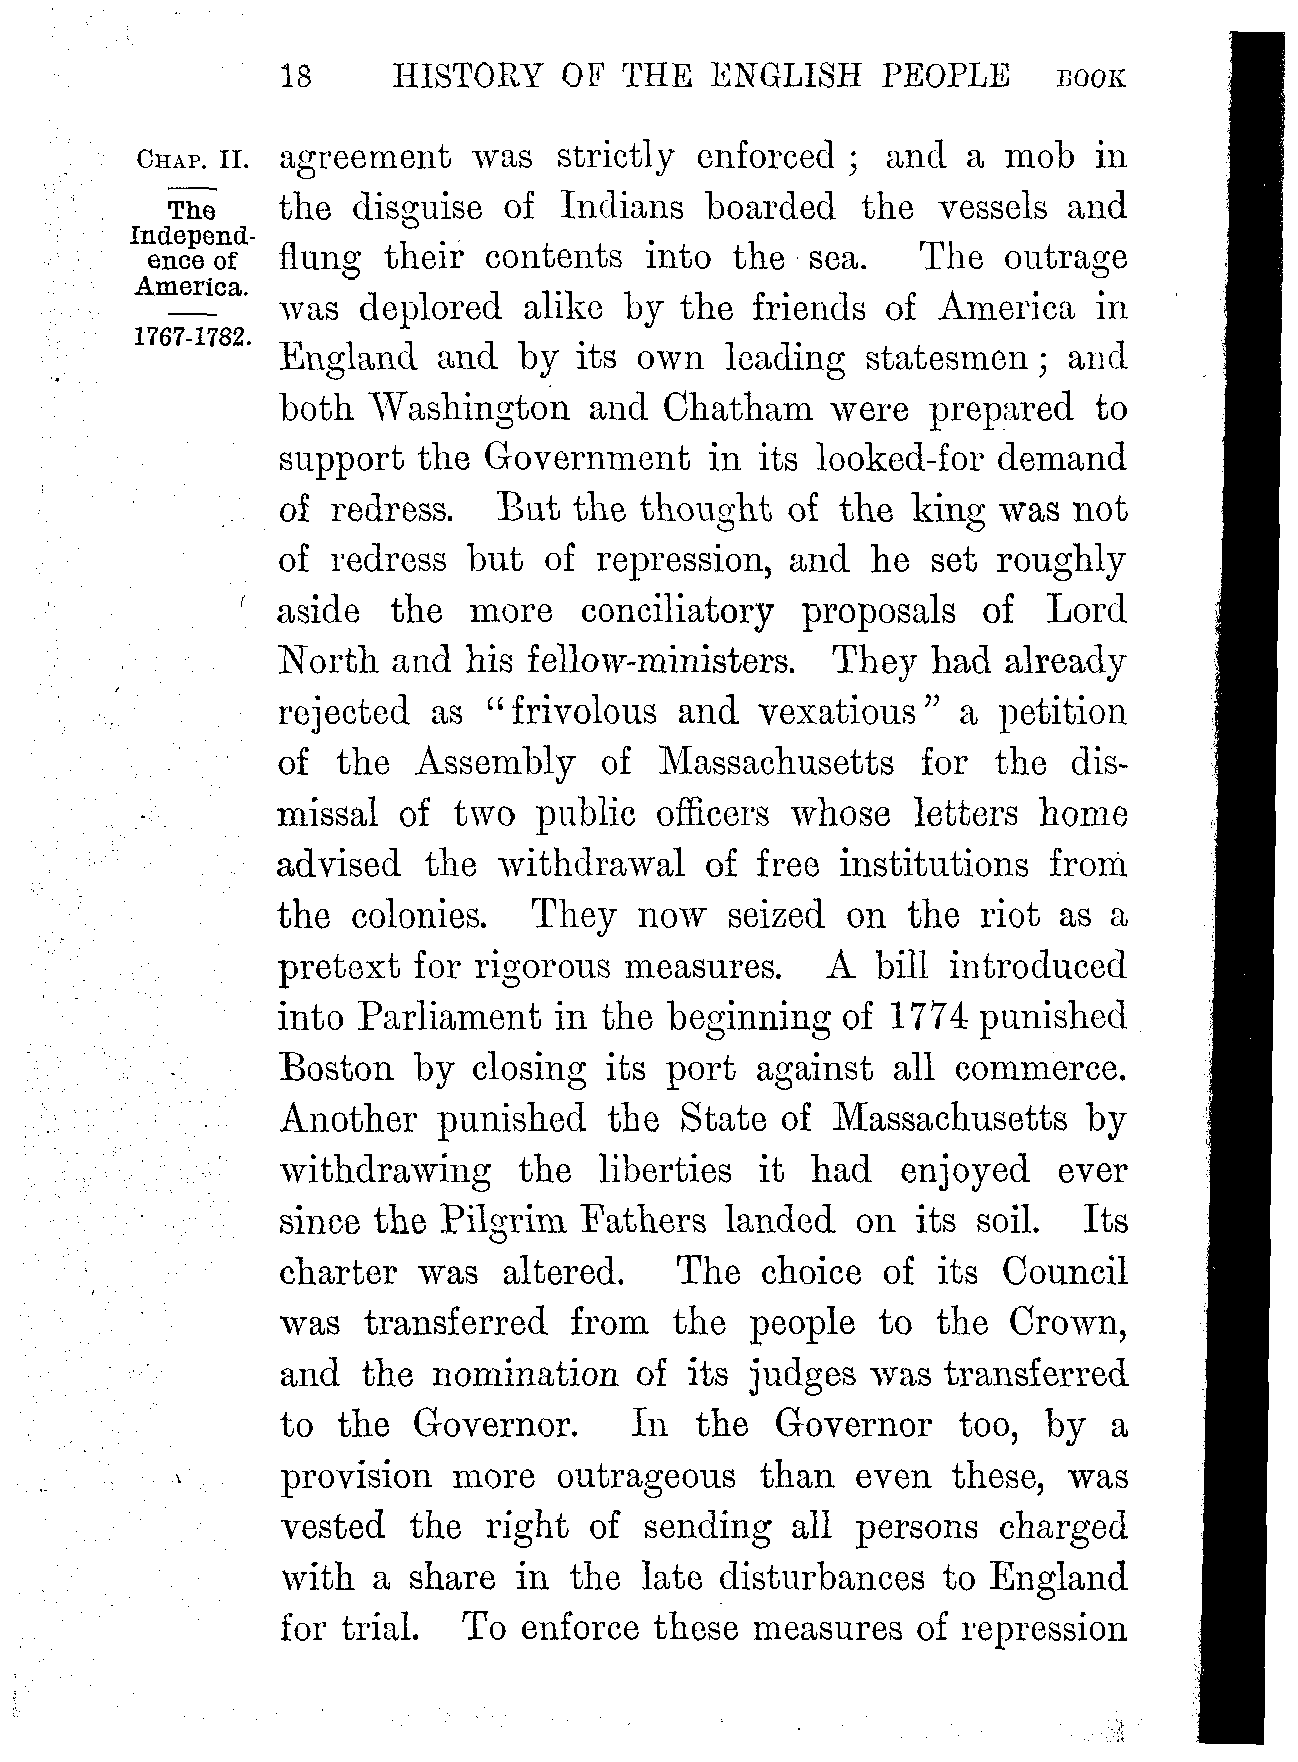 18 HISTORY OF THE ENGLISH PEOPLE BOOK
CHAP. II.
The
Independ-
ence of
America.
1767-1782.
agreement was strictly enforced ; and a mob in
the disguise of Indians boarded the vessels and
flung their contents into the sea. The outrage
was deplored alike by the friends of America in
England and by its own leading statesmen ; and
both Washington and Chatham were prepared to
support the Government in its looked-for demand
of redress. But the thought of the king was not
of redress but of repression, and he set roughly
aside the more conciliatory proposals of Lord
North and his fellow-ministers. They had already
rejected as “frivolous and vexatious” a petition
of the Assembly of Massachusetts for the dis-
missal of two public officers whose letters home
advised the withdrawal of free institutions from
the colonies. They now seized on the riot as a
pretext for rigorous measures. A bill introduced
into Parliament in the beginning of 1774 punished
Boston by closing its port against all commerce.
Another punished the State of Massachusetts by
withdrawing the liberties it had enjoyed ever
since the Pilgrim Fathers landed on its soil. Its
charter was altered. The choice of its Council
was transferred from the people to the Crown,
and the nomination of its judges was transferred
to the Governor. In the Governor too, by a
provision more outrageous than even these, was
vested the right of sending all persons charged
with a share in the late disturbances to England
for trial. To enforce these measures of repression